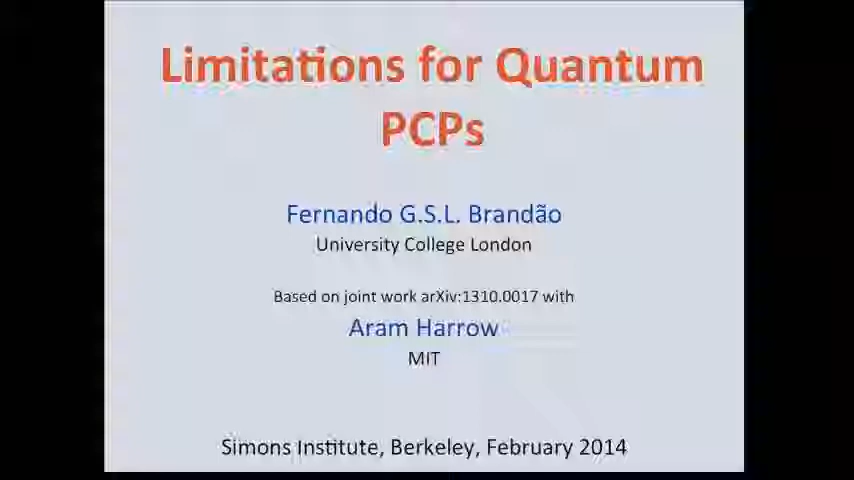 Limitations for Quantum
PCPs
Fernando G.S.L. Brandão
University College London
Based on joint work arXiv:1310.0017 with
Aram Harrow
MIT
Simons Institute, Berkeley, February 2014